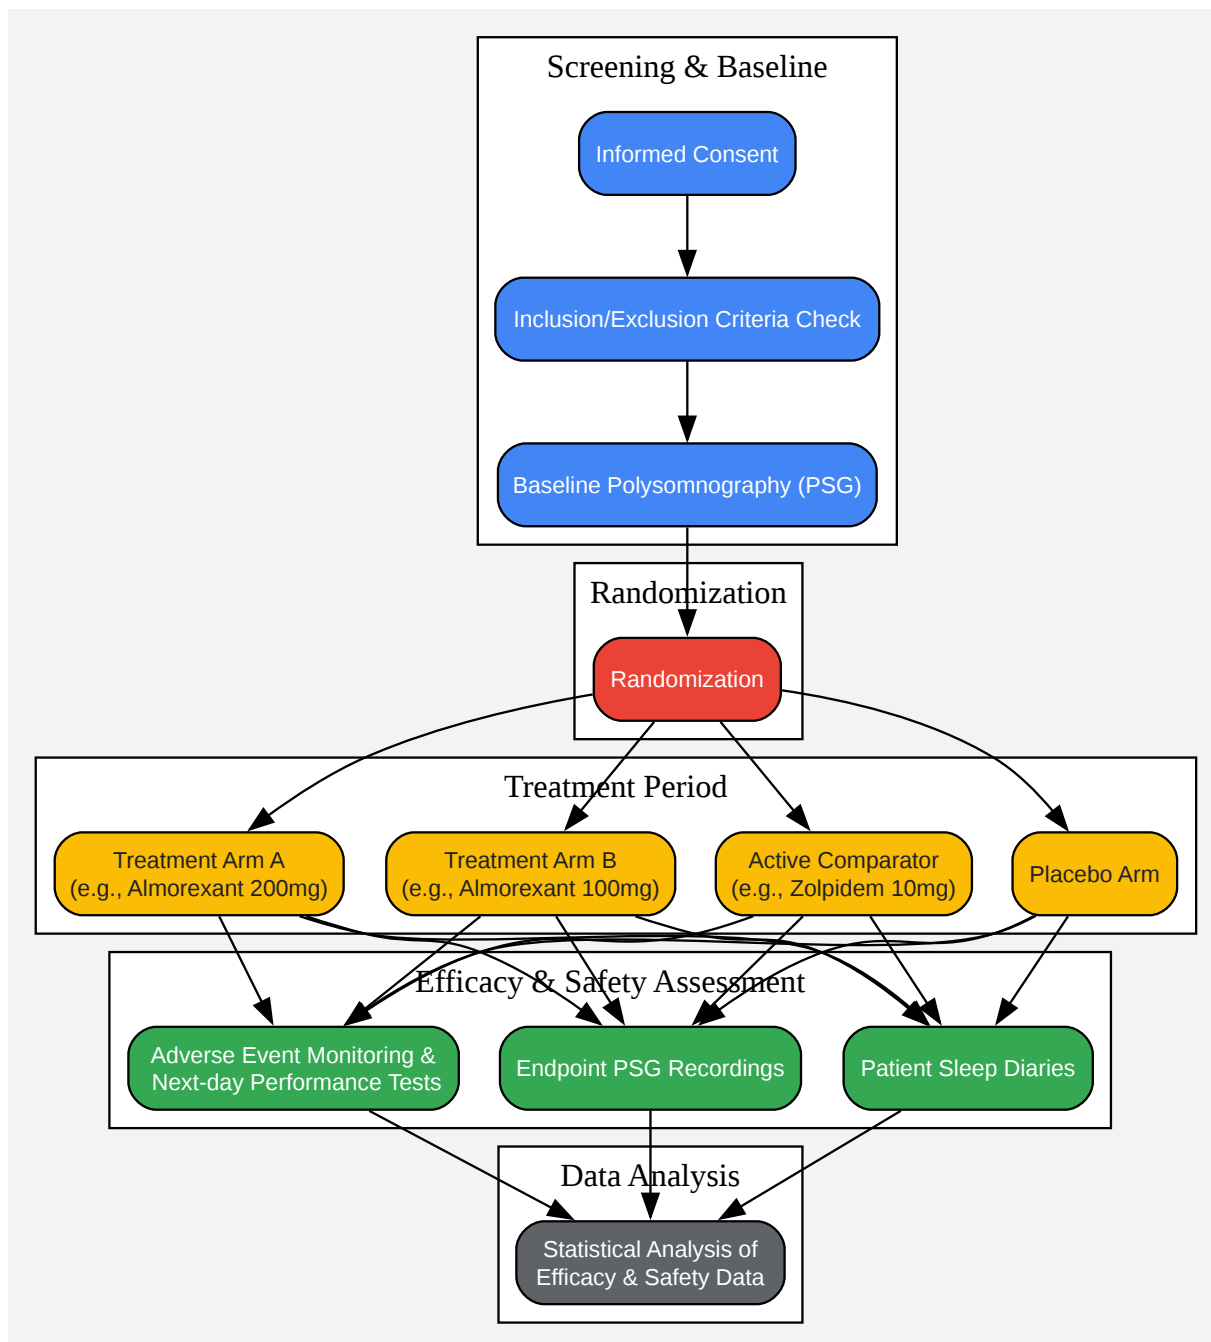 Screening & Baseline
Informed Consent
Inclusion/Exclusion Criteria Check
Baseline Polysomnography (PSG)
Randomization
Randomization
Treatment Period
Treatment Arm A
(e.g., Almorexant 200mg)
Treatment Arm B
(e.g., Almorexant 100mg)
Active Comparator
(e.g., Zolpidem 10mg)
Placebo Arm
Efficacy & Safety Assessment
Adverse Event Monitoring &
Next-day Performance Tests
Endpoint PSG Recordings
Patient Sleep Diaries
Data Analysis
Statistical Analysis of
Efficacy & Safety Data